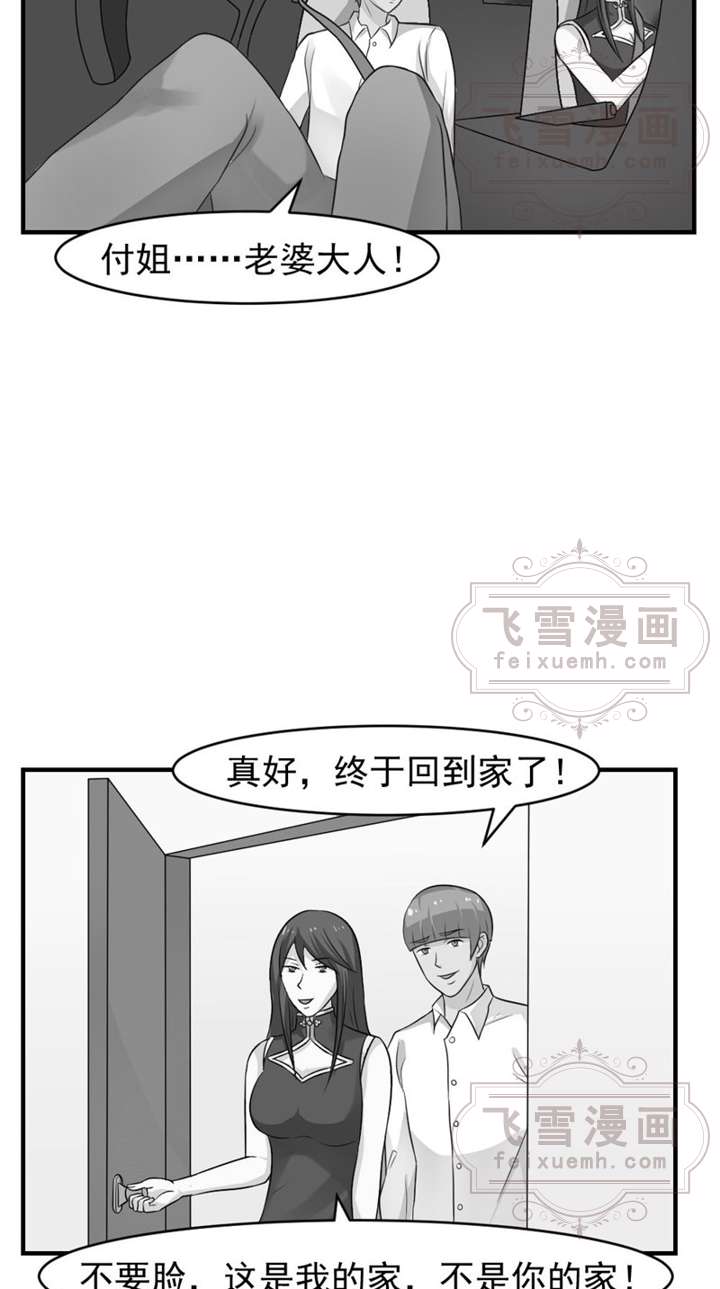 飞雪漫画
feixuemh.com
付姐……老婆大人！
飞雪漫画
feixuemh.com
真好，终于回到家了！
飞雪漫画
feixuemh.com
不要脸，这是我的家，不是你的家！